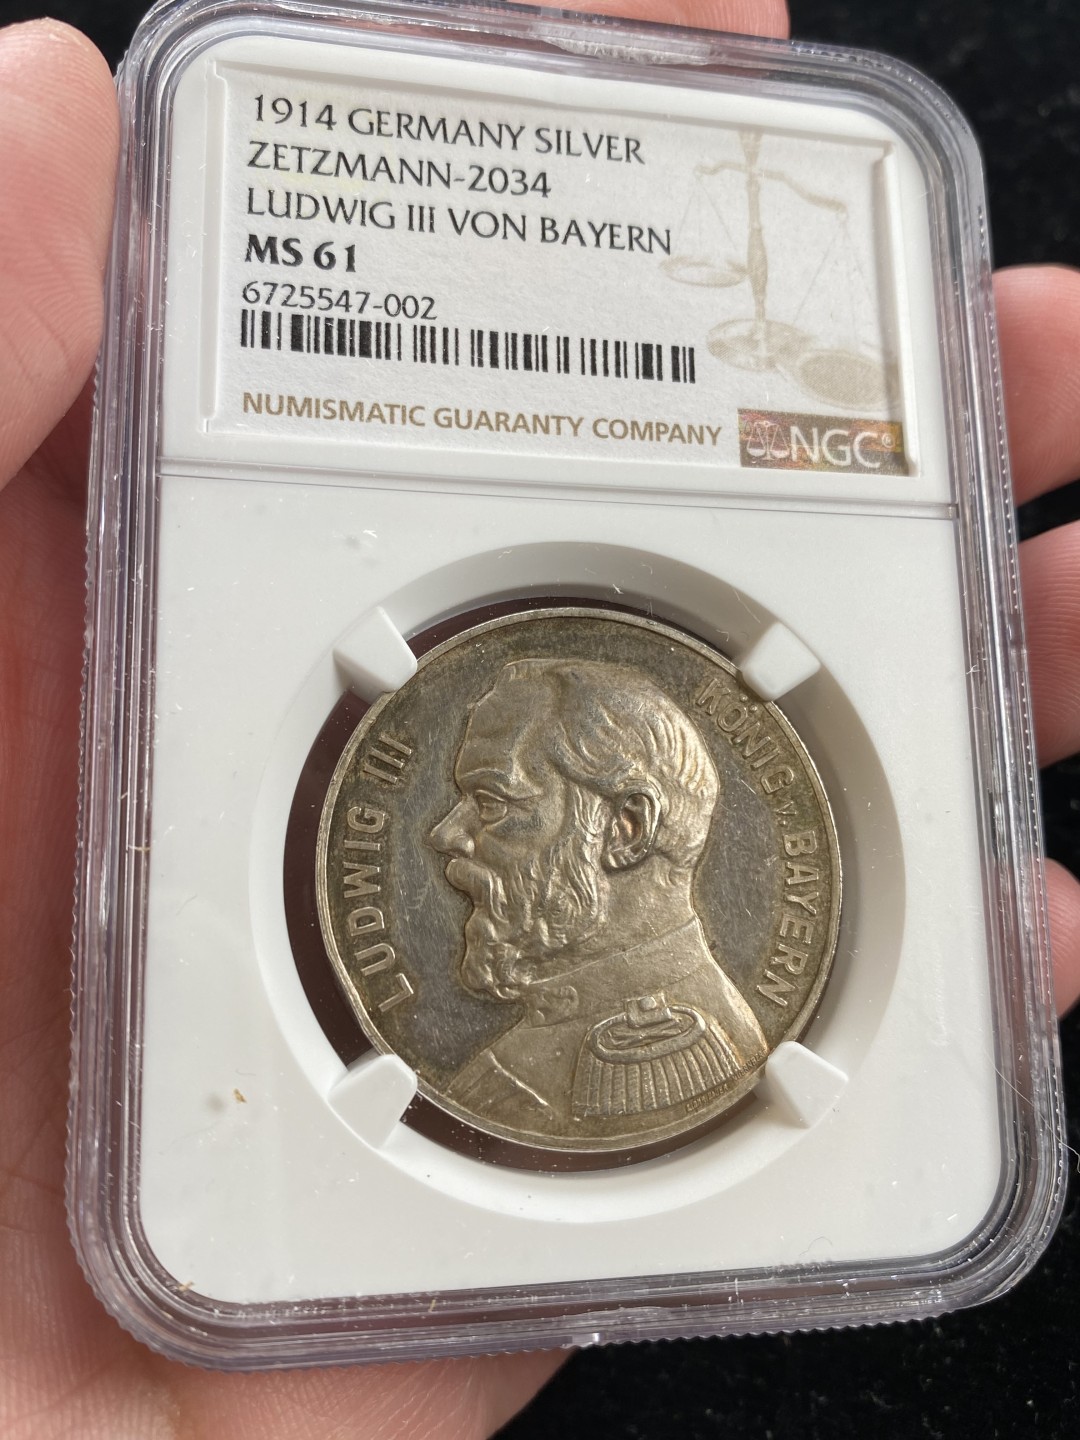 1914 GERMANY SILVER
ZETZMANN-2034
LUDWIG III VON BAYERN
MS 61
6725547-002
NUMISMATIC GUARANTY COMPANY
NGC®
LUDWIG III
KÖNIG v. BAYERN